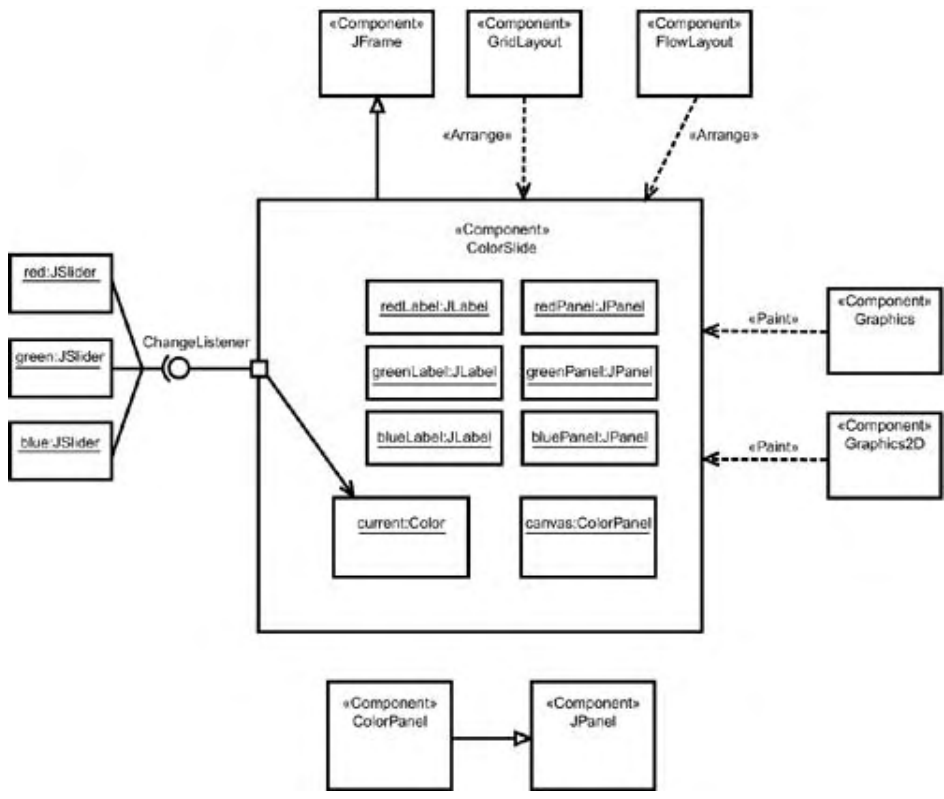 «Component»
JFrame
«Component»
GridLayout
«Component»
FlowLayout
«Arrange»
«Arrange»
«Component»
ColorSlide
red:JSlider
green:JSlider
blue:JSlider
ChangeListener
redLabel:JLabel
redPanel:JPanel
greenLabel:JLabel
greenPanel:JPanel
blueLabel:JLabel
bluePanel:JPanel
current:Color
canvas:ColorPanel
«Paint»
«Component»
Graphics
«Paint»
«Component»
Graphics2D
«Component»
ColorPanel
«Component»
JPanel